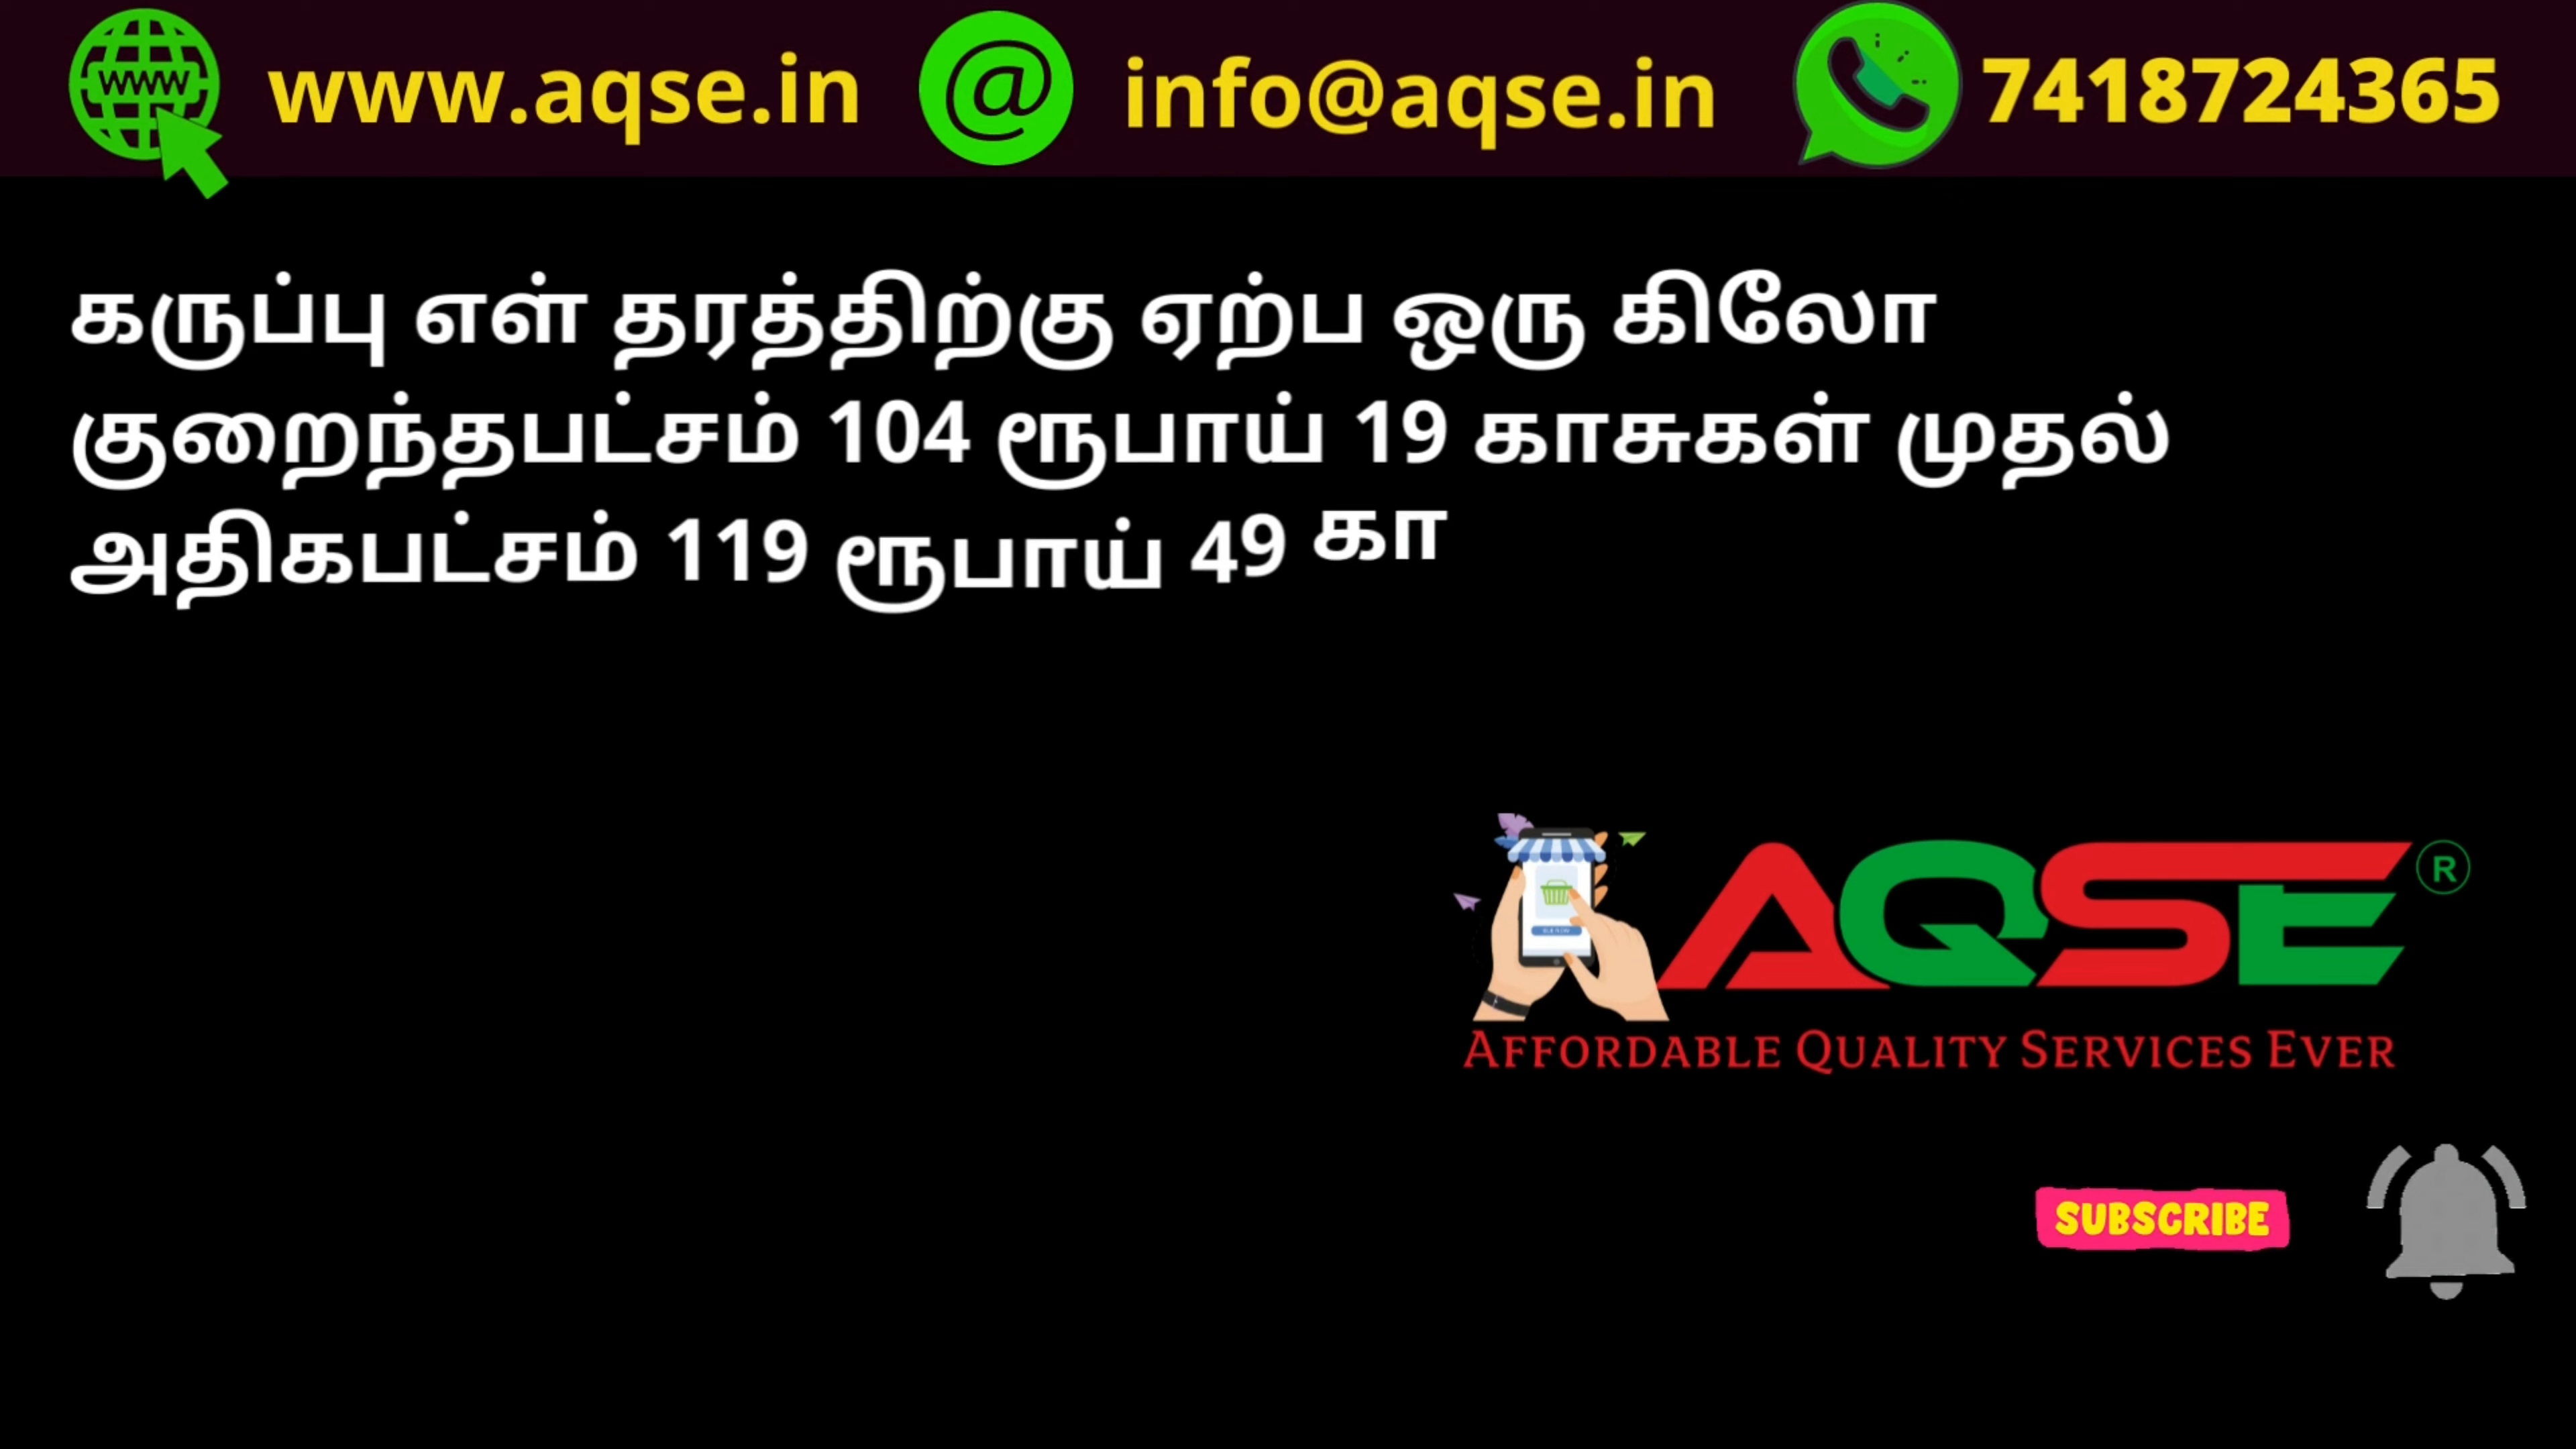 www
www.aqse.in
@
info@aqse.in
7418724365
கருப்பு எள் தரத்திற்கு ஏற்ப ஒரு கிலோ
குறைந்தபட்சம் 104 ரூபாய் 19 காசுகள் முதல்
அதிகபட்சம் 119 ரூபாய் 49 கா
AQSE ®
AFFORDABLE QUALITY SERVICES EVER
SUBSCRIBE